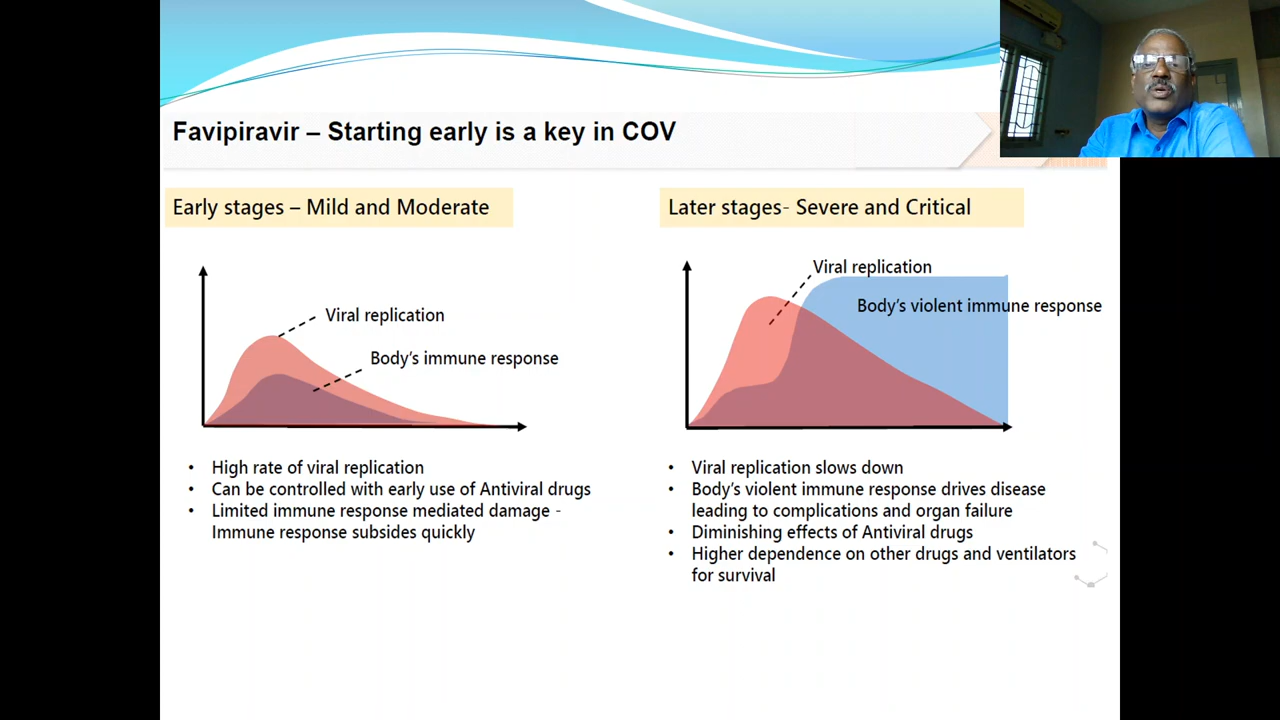 Favipiravir – Starting early is a key in COV
Early stages – Mild and Moderate
Viral replication
Body's immune response
• High rate of viral replication
• Can be controlled with early use of Antiviral drugs
• Limited immune response mediated damage -
Immune response subsides quickly
Later stages- Severe and Critical
Viral replication
Body's violent immune response
• Viral replication slows down
• Body's violent immune response drives disease
leading to complications and organ failure
• Diminishing effects of Antiviral drugs
• Higher dependence on other drugs and ventilators
for survival